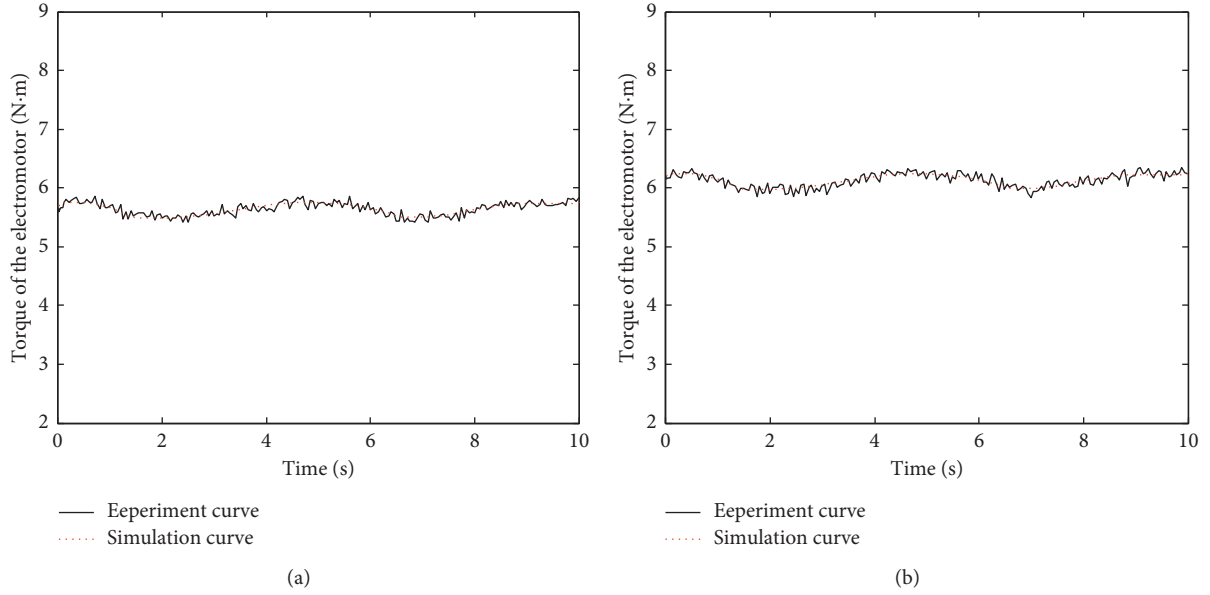 9
8
7
6
5
4
3
2
Torque of the electromotor (N·m)
0 2 4 6 8 10
Time (s)
Eeperiment curve
Simulation curve
(a)
9
8
7
6
5
4
3
2
Torque of the electromotor (N·m)
0 2 4 6 8 10
Time (s)
Eeperiment curve
Simulation curve
(b)